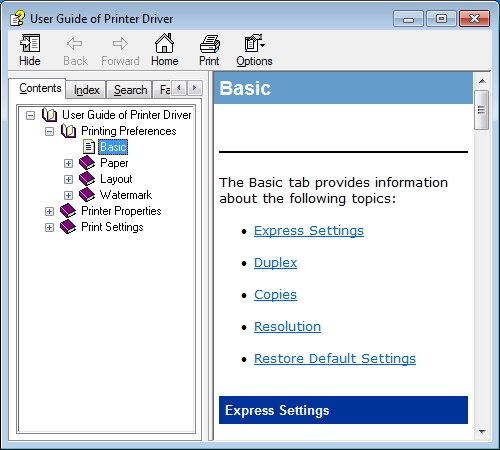 User Guide of Printer Driver
Hide Back Forward Home Print Options
Contents Index Search Fa
User Guide of Printer Driver
Printing Preferences
Basic
Paper
Layout
Watermark
Printer Properties
Print Settings
Basic
The Basic tab provides information
about the following topics:
• Express Settings
• Duplex
• Copies
• Resolution
• Restore Default Settings
Express Settings